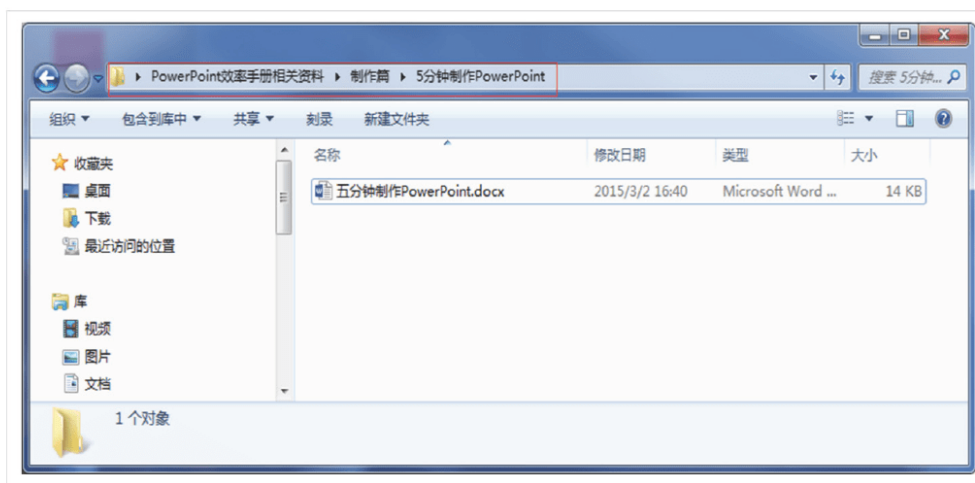 PowerPoint效率手册相关资料 ▸ 制作篇 ▸ 5分钟制作PowerPoint
搜索 5分钟...
组织 包含到库中 共享 刻录 新建文件夹
收藏夹
桌面
下载
最近访问的位置
库
视频
图片
文档
名称 修改日期 类型 大小
五分钟制作PowerPoint.docx 2015/3/2 16:40 Microsoft Word ... 14 KB
1 个对象